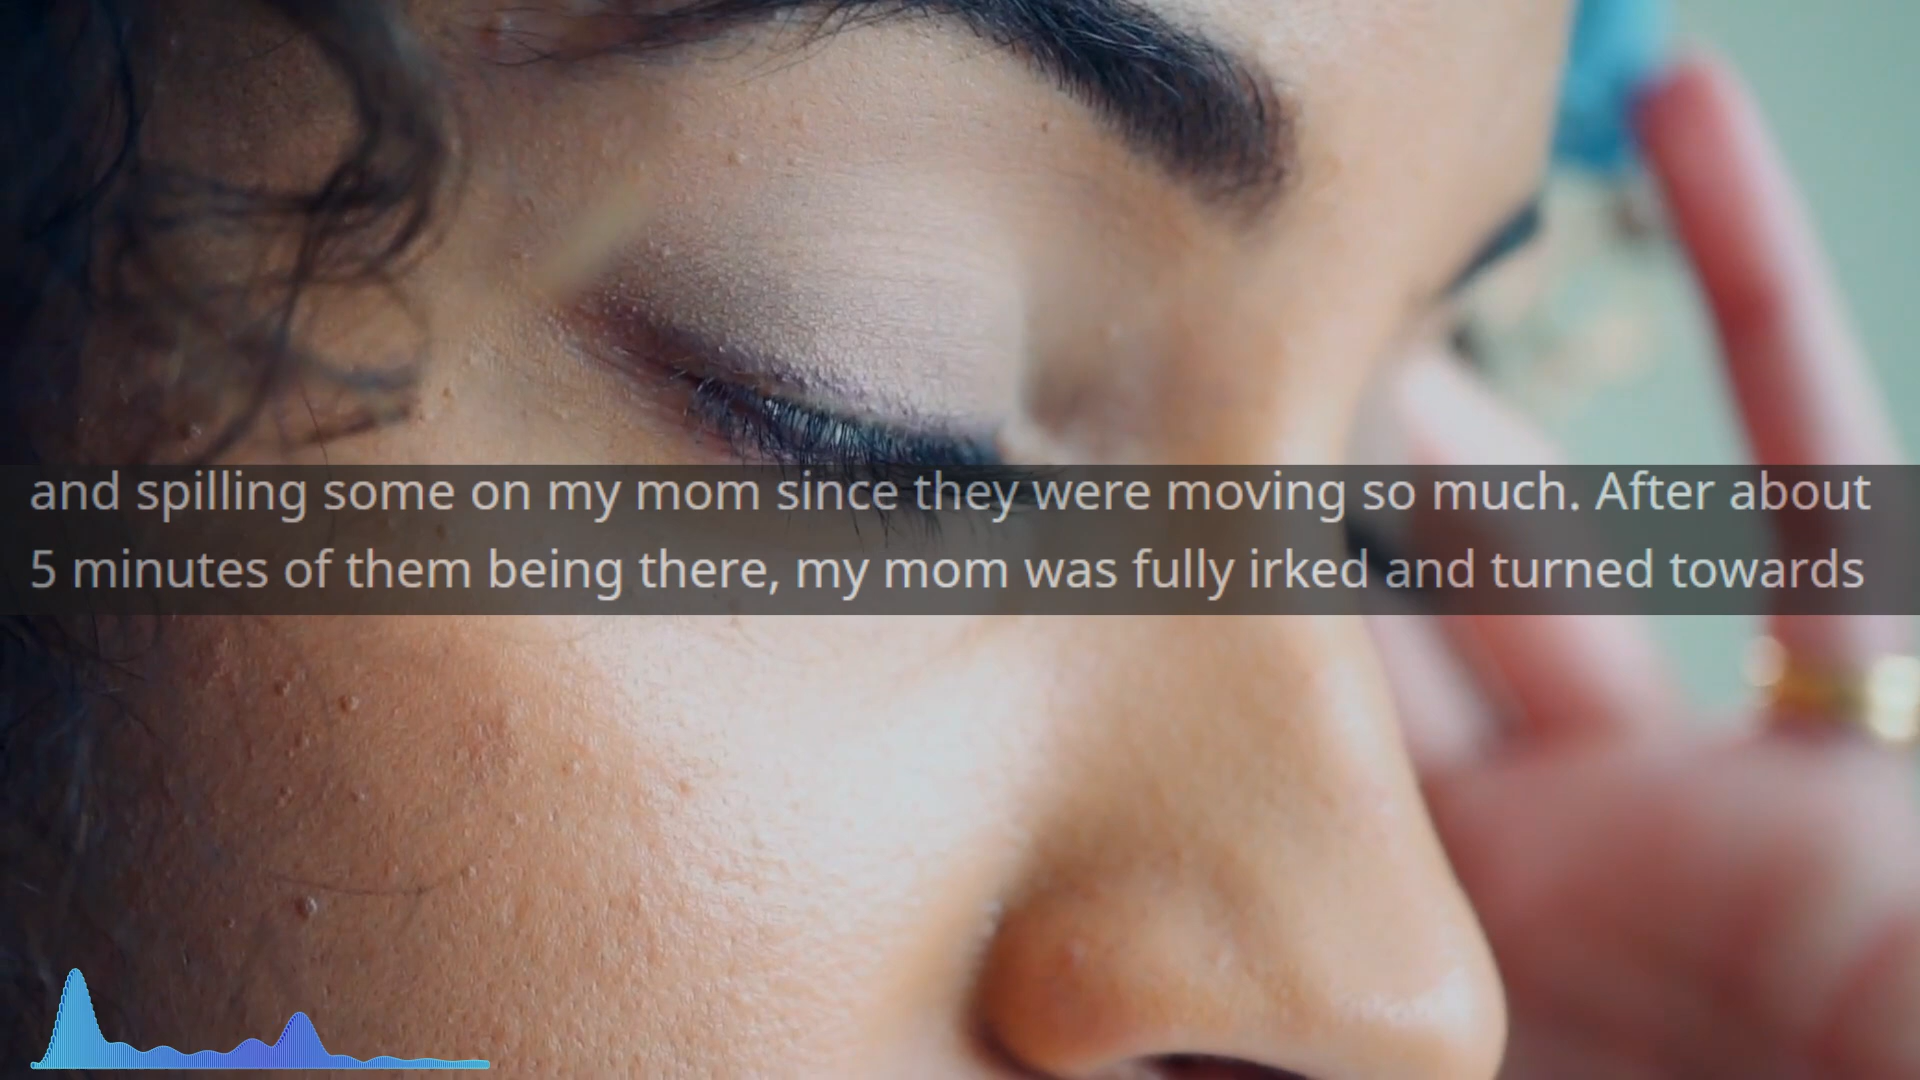 and spilling some on my mom since they were moving so much. After about
5 minutes of them being there, my mom was fully irked and turned towards